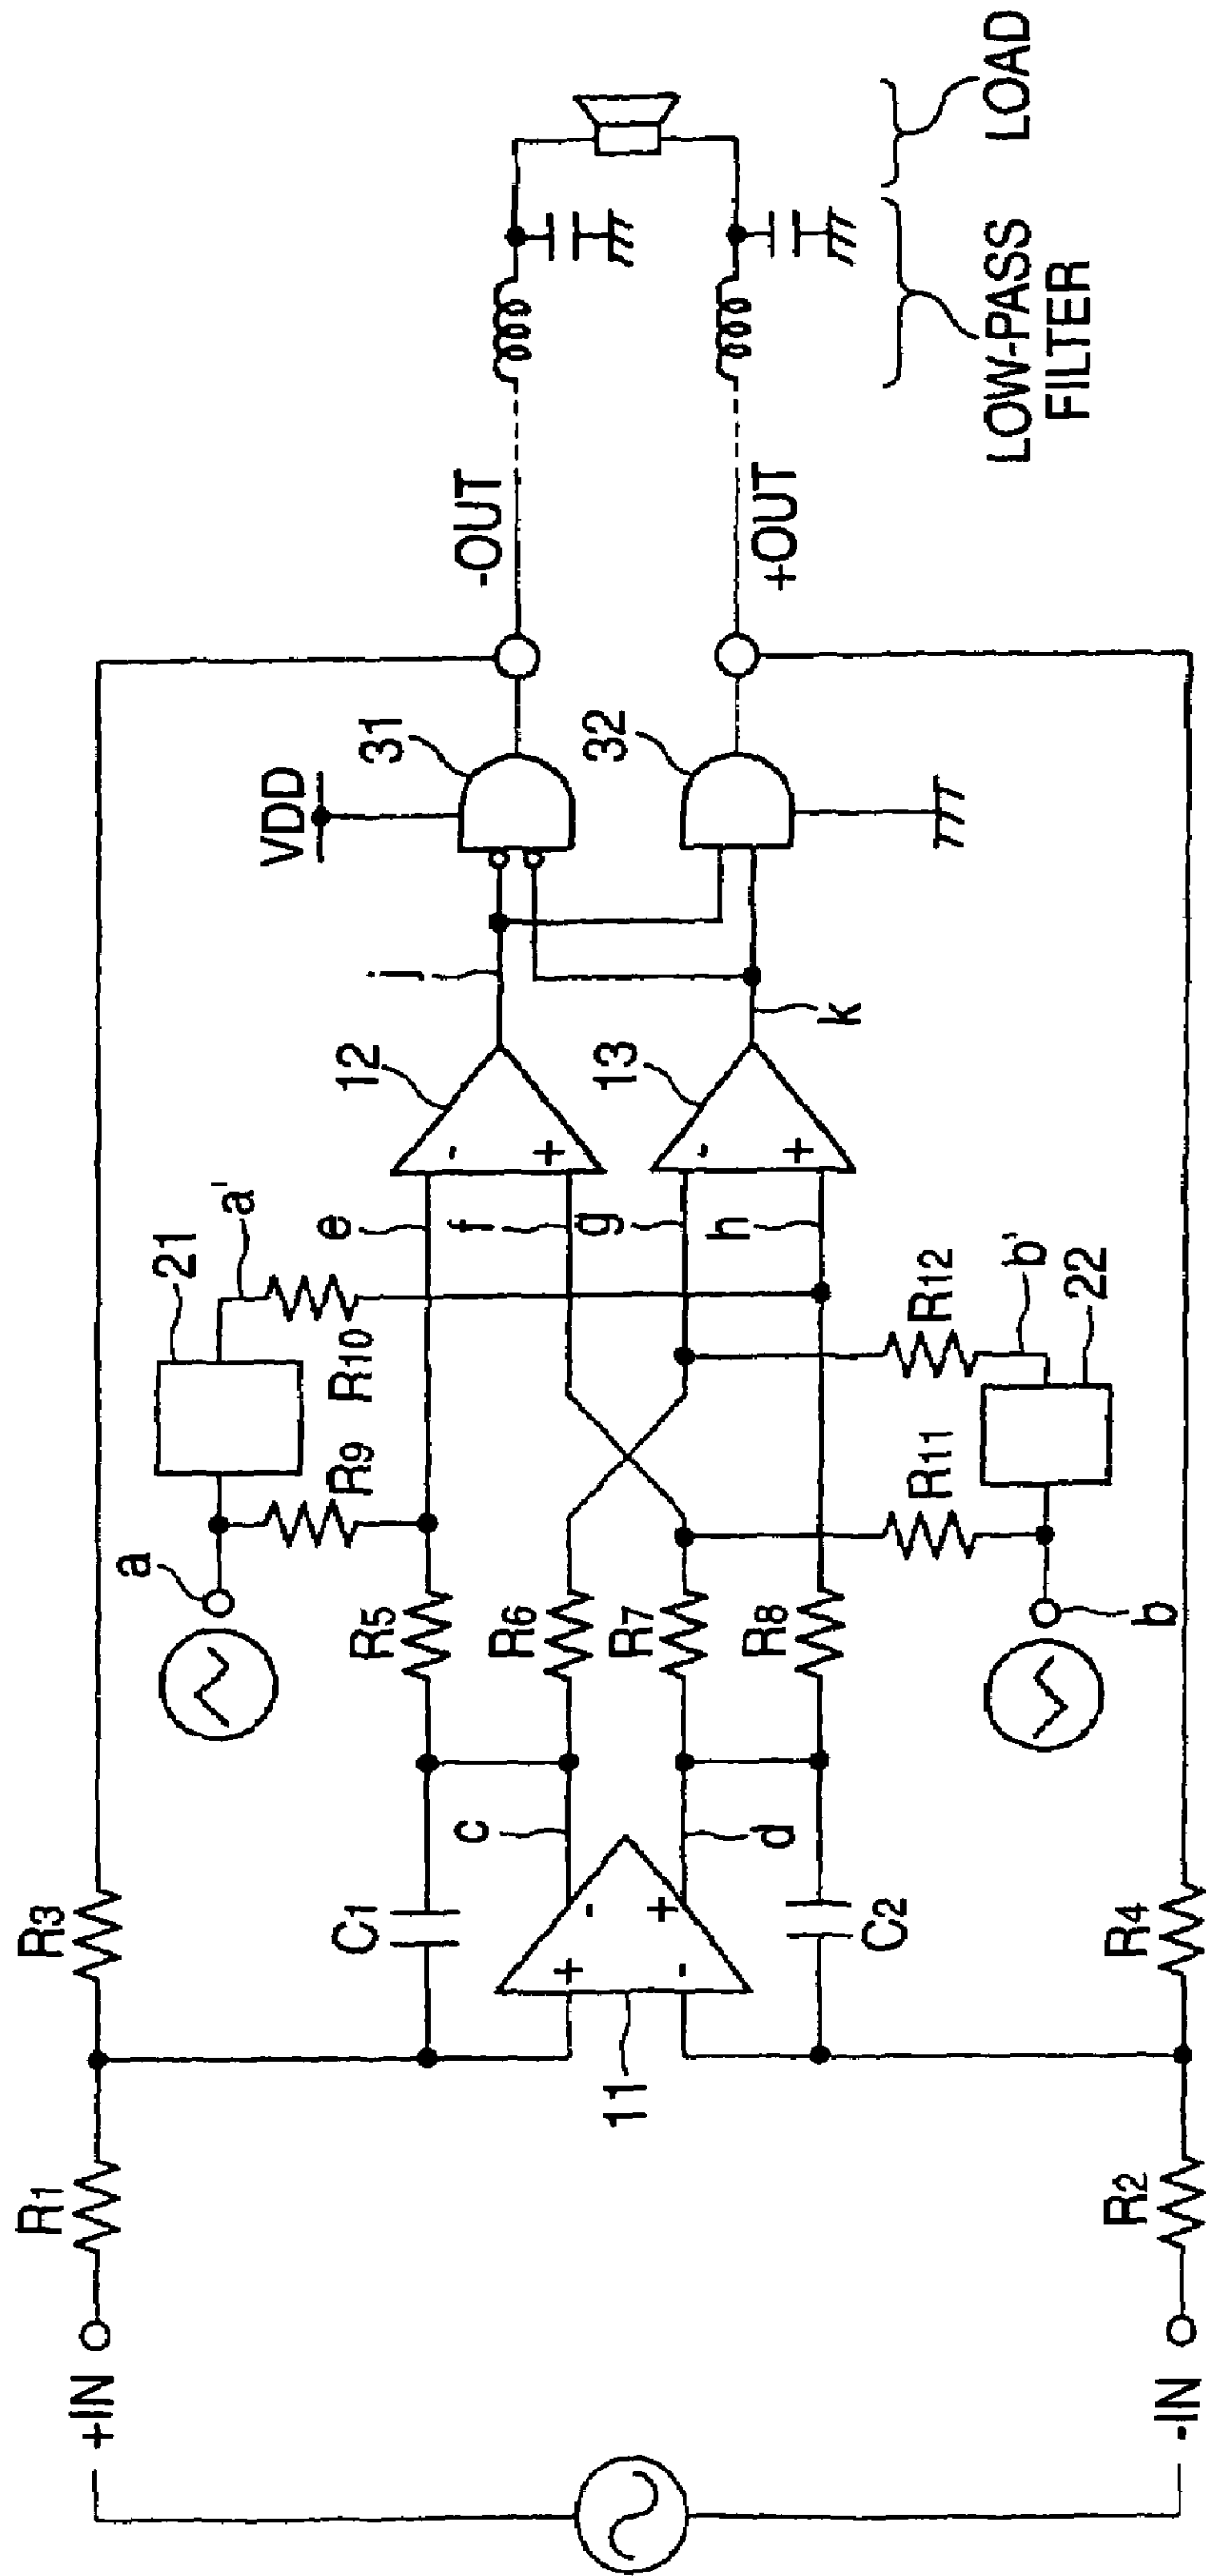 +IN
-IN
R1
R2
R3
R4
11
C1
C2
c
d
R5
R6
R7
R8
a
b
R9
R10
21
a'
R11
R12
b'
22
e
f
g
h
12
13
j
k
VDD
31
32
-OUT
+OUT
LOW-PASS
FILTER
LOAD
+
-
-
+
-
+
-
+